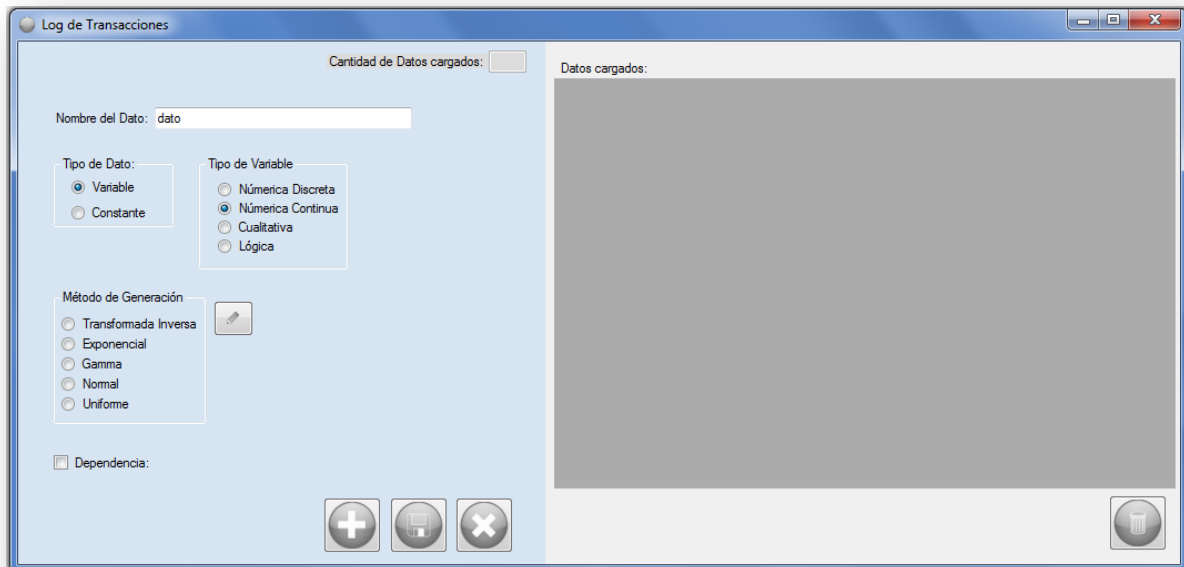 Log de Transacciones
Cantidad de Datos cargados:
Nombre del Dato: dato
Tipo de Dato:
Variable
Constante
Tipo de Variable
Númerica Discreta
Númerica Continua
Cualitativa
Lógica
Método de Generación
Transformada Inversa
Exponencial
Gamma
Normal
Uniforme
Dependencia:
Datos cargados: